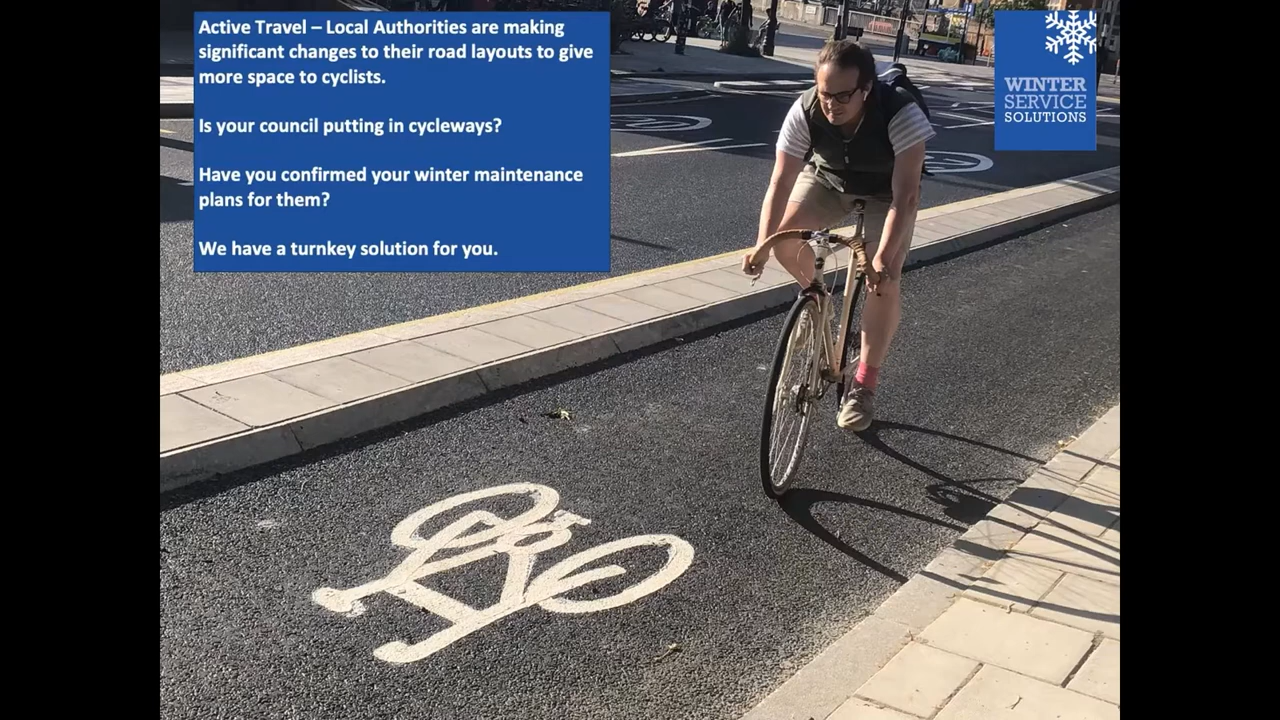 Active Travel – Local Authorities are making
significant changes to their road layouts to give
more space to cyclists.
Is your council putting in cycleways?
Have you confirmed your winter maintenance
plans for them?
We have a turnkey solution for you.
WINTER
SERVICE
SOLUTIONS